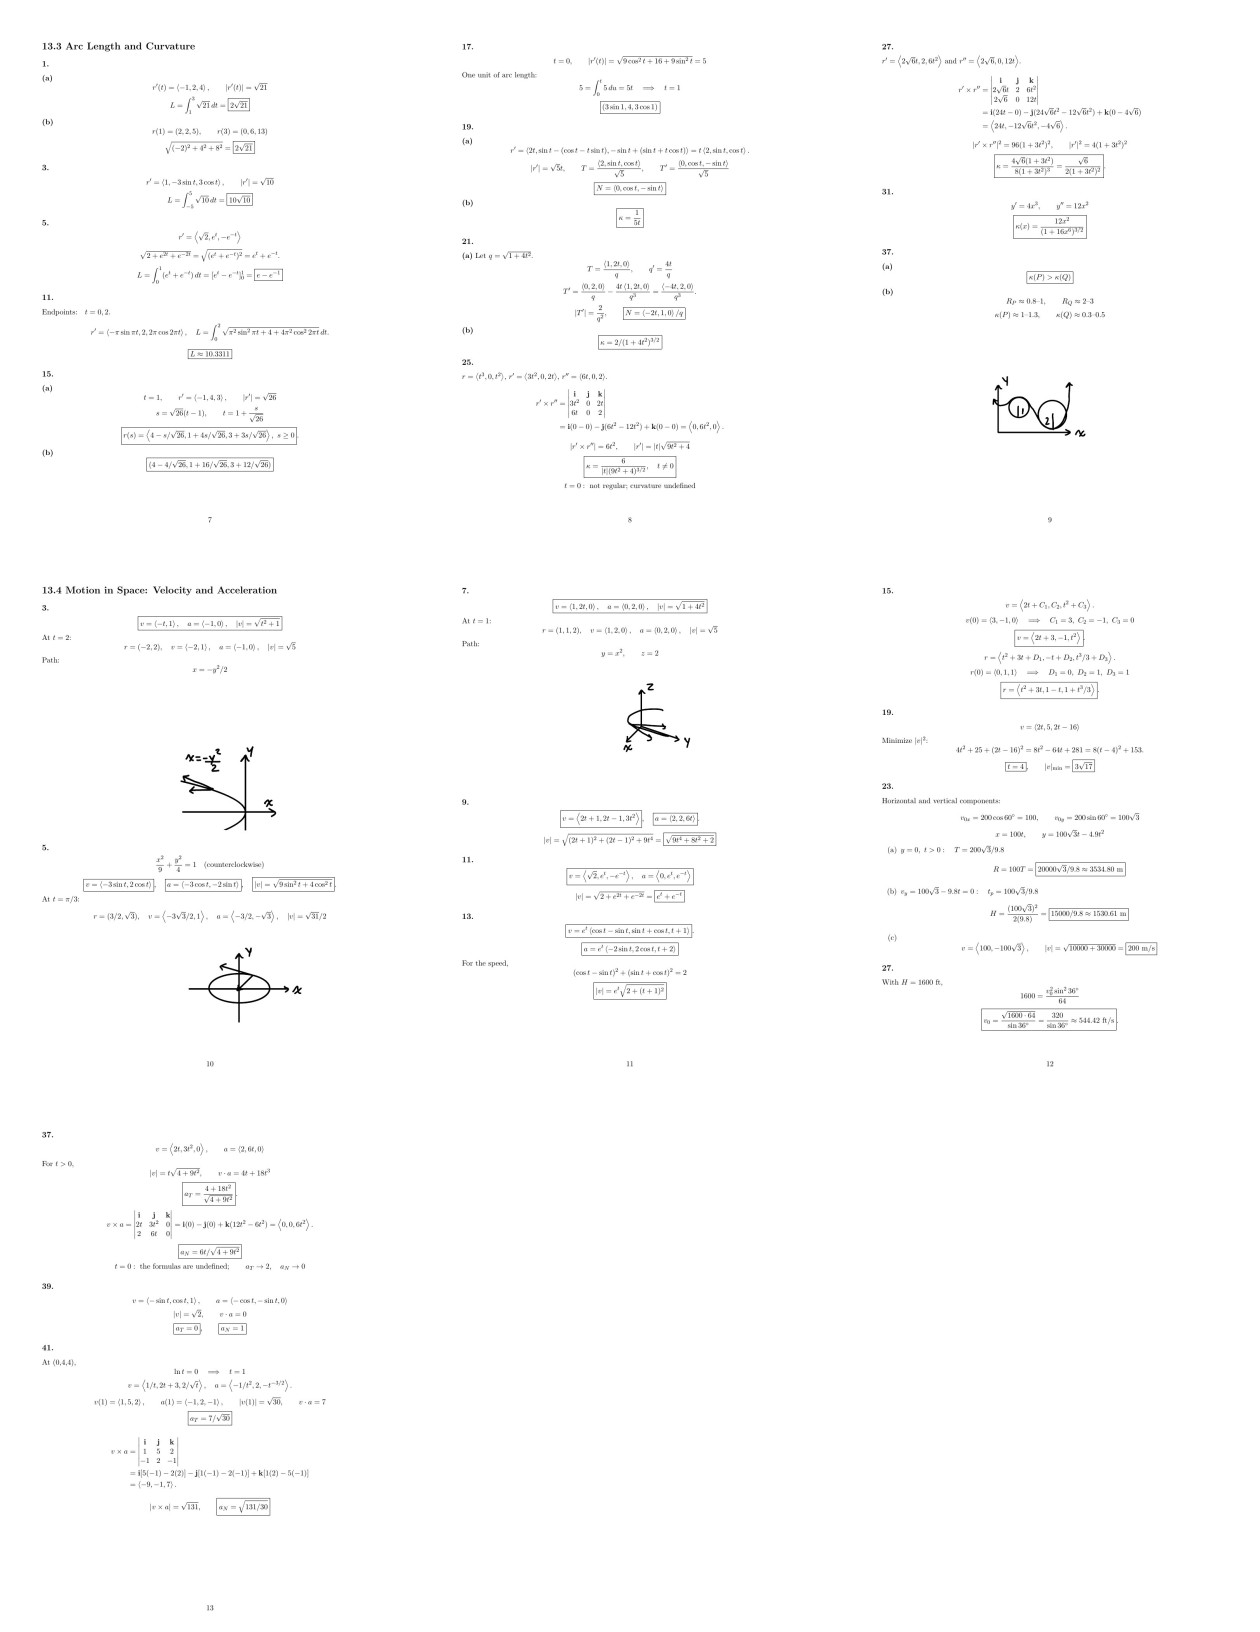 13.3 Arc Length and Curvature
1.
(a)
r′(t) = ⟨−1, 2, 4⟩, |r′(t)| = √21
L = ∫₁³ √21 dt = 2√21
(b)
r(1) = (2, 2, 5), r(3) = (0, 6, 13)
√((−2)² + 4² + 8²) = 2√21
3.
r′ = ⟨1, −3 sin t, 3 cos t⟩, |r′| = √10
L = ∫₋₅⁵ √10 dt = 10√10
5.
r′ = ⟨√2, eᵗ, −e⁻ᵗ⟩
√(2 + e²ᵗ + e⁻²ᵗ) = √((eᵗ + e⁻ᵗ)²) = eᵗ + e⁻ᵗ.
L = ∫₀¹ (eᵗ + e⁻ᵗ) dt = [eᵗ − e⁻ᵗ]₀¹ = e − e⁻¹
11.
Endpoints: t = 0, 2.
r′ = ⟨−π sin πt, 2, 2π cos 2πt⟩, L = ∫₀² √(π² sin² πt + 4 + 4π² cos² 2πt) dt.
L ≈ 10.3311
15.
(a)
t = 1, r′ = ⟨−1, 4, 3⟩, |r′| = √26
s = √26(t − 1), t = 1 + s/√26
r(s) = ⟨4 − s/√26, 1 + 4s/√26, 3 + 3s/√26⟩, s ≥ 0.
(b)
(4 − 4/√26, 1 + 16/√26, 3 + 12/√26)
7
17.
t = 0, |r′(t)| = √(9 cos² t + 16 + 9 sin² t) = 5
One unit of arc length:
5 = ∫₀ᵗ 5 du = 5t ⟹ t = 1
(3 sin 1, 4, 3 cos 1)
19.
(a)
r′ = ⟨2t, sin t − (cos t − t sin t), −sin t + (sin t + t cos t)⟩ = t ⟨2, sin t, cos t⟩.
|r′| = √5t, T = ⟨2, sin t, cos t⟩/√5, T′ = ⟨0, cos t, −sin t⟩/√5
N = ⟨0, cos t, −sin t⟩
(b)
κ = 1/5t
21.
(a) Let q = √(1 + 4t²).
T = ⟨1, 2t, 0⟩/q, q′ = 4t/q
T′ = ⟨0, 2, 0⟩/q − 4t ⟨1, 2t, 0⟩/q³ = ⟨−4t, 2, 0⟩/q³.
|T′| = 2/q², N = ⟨−2t, 1, 0⟩ /q
(b)
κ = 2/(1 + 4t²)³ᐟ²
25.
r = ⟨t³, 0, t²⟩, r′ = ⟨3t², 0, 2t⟩, r″ = ⟨6t, 0, 2⟩.
r′ × r″ = | i j k |
| 3t² 0 2t |
| 6t 0 2 |
= i(0 − 0) − j(6t² − 12t²) + k(0 − 0) = ⟨0, 6t², 0⟩.
|r′ × r″| = 6t², |r′| = |t|√(9t² + 4)
κ = 6/(|t|(9t² + 4)³ᐟ²), t ≠ 0
t = 0 : not regular; curvature undefined
8
27.
r′ = ⟨2√6t, 2, 6t²⟩ and r″ = ⟨2√6, 0, 12t⟩.
r′ × r″ = | i j k |
| 2√6t 2 6t² |
| 2√6 0 12t |
= i(24t − 0) − j(24√6t² − 12√6t²) + k(0 − 4√6)
= ⟨24t, −12√6t², −4√6⟩.
|r′ × r″|² = 96(1 + 3t²)², |r′|² = 4(1 + 3t²)²
κ = 4√6(1 + 3t²)/8(1 + 3t²)³ = √6/2(1 + 3t²)².
31.
y′ = 4x³, y″ = 12x²
κ(x) = 12x²/(1 + 16x⁶)³ᐟ²
37.
(a)
κ(P) > κ(Q)
(b)
R_P ≈ 0.8–1, R_Q ≈ 2–3
κ(P) ≈ 1–1.3, κ(Q) ≈ 0.3–0.5
y
1
2
x
9
13.4 Motion in Space: Velocity and Acceleration
3.
v = ⟨−t, 1⟩, a = ⟨−1, 0⟩, |v| = √(t² + 1)
At t = 2:
r = (−2, 2), v = ⟨−2, 1⟩, a = ⟨−1, 0⟩, |v| = √5
Path:
x = −y²/2
x = −y²/2
y
x
5.
x²/9 + y²/4 = 1 (counterclockwise)
v = ⟨−3 sin t, 2 cos t⟩, a = ⟨−3 cos t, −2 sin t⟩, |v| = √(9 sin² t + 4 cos² t).
At t = π/3:
r = (3/2, √3), v = ⟨−3√3/2, 1⟩, a = ⟨−3/2, −√3⟩, |v| = √31/2
y
x
10
7.
v = ⟨1, 2t, 0⟩, a = ⟨0, 2, 0⟩, |v| = √(1 + 4t²)
At t = 1:
r = (1, 1, 2), v = ⟨1, 2, 0⟩, a = ⟨0, 2, 0⟩, |v| = √5
Path:
y = x², z = 2
z
x
y
9.
v = ⟨2t + 1, 2t − 1, 3t²⟩, a = ⟨2, 2, 6t⟩.
|v| = √((2t + 1)² + (2t − 1)² + 9t⁴) = √(9t⁴ + 8t² + 2)
11.
v = ⟨√2, eᵗ, −e⁻ᵗ⟩, a = ⟨0, eᵗ, e⁻ᵗ⟩
|v| = √(2 + e²ᵗ + e⁻²ᵗ) = eᵗ + e⁻ᵗ
13.
v = eᵗ ⟨cos t − sin t, sin t + cos t, t + 1⟩.
a = eᵗ ⟨−2 sin t, 2 cos t, t + 2⟩
For the speed,
(cos t − sin t)² + (sin t + cos t)² = 2
|v| = eᵗ√(2 + (t + 1)²)
11
15.
v = ⟨2t + C₁, C₂, t² + C₃⟩.
v(0) = ⟨3, −1, 0⟩ ⟹ C₁ = 3, C₂ = −1, C₃ = 0
v = ⟨2t + 3, −1, t²⟩.
r = ⟨t² + 3t + D₁, −t + D₂, t³/3 + D₃⟩.
r(0) = ⟨0, 1, 1⟩ ⟹ D₁ = 0, D₂ = 1, D₃ = 1
r = ⟨t² + 3t, 1 − t, 1 + t³/3⟩.
19.
v = ⟨2t, 5, 2t − 16⟩
Minimize |v|²:
4t² + 25 + (2t − 16)² = 8t² − 64t + 281 = 8(t − 4)² + 153.
t = 4, |v|min = 3√17
23.
Horizontal and vertical components:
v₀ₓ = 200 cos 60° = 100, v₀y = 200 sin 60° = 100√3
x = 100t, y = 100√3t − 4.9t²
(a) y = 0, t > 0 : T = 200√3/9.8
R = 100T = 20000√3/9.8 ≈ 3534.80 m
(b) v_y = 100√3 − 9.8t = 0 : t_p = 100√3/9.8
H = (100√3)²/2(9.8) = 15000/9.8 ≈ 1530.61 m
(c)
v = ⟨100, −100√3⟩, |v| = √(10000 + 30000) = 200 m/s
27.
With H = 1600 ft,
1600 = v₀² sin² 36°/64
v₀ = √(1600 · 64)/sin 36° = 320/sin 36° ≈ 544.42 ft/s.
12
37.
v = ⟨2t, 3t², 0⟩, a = ⟨2, 6t, 0⟩
For t > 0,
|v| = t√(4 + 9t²), v · a = 4t + 18t³
a_T = (4 + 18t²)/√(4 + 9t²).
v × a = | i j k |
| 2t 3t² 0 |
| 2 6t 0 |
= i(0) − j(0) + k(12t² − 6t²) = ⟨0, 0, 6t²⟩.
a_N = 6t/√(4 + 9t²)
t = 0 : the formulas are undefined; a_T → 2, a_N → 0
39.
v = ⟨−sin t, cos t, 1⟩, a = ⟨−cos t, −sin t, 0⟩
|v| = √2, v · a = 0
a_T = 0, a_N = 1
41.
At (0,4,4),
ln t = 0 ⟹ t = 1
v = ⟨1/t, 2t + 3, 2/√t⟩, a = ⟨−1/t², 2, −t⁻³ᐟ²⟩.
v(1) = ⟨1, 5, 2⟩, a(1) = ⟨−1, 2, −1⟩, |v(1)| = √30, v · a = 7
a_T = 7/√30
v × a = | i j k |
| 1 5 2 |
| −1 2 −1 |
= i[5(−1) − 2(2)] − j[1(−1) − 2(−1)] + k[1(2) − 5(−1)]
= ⟨−9, −1, 7⟩.
|v × a| = √131, a_N = √(131/30)
13